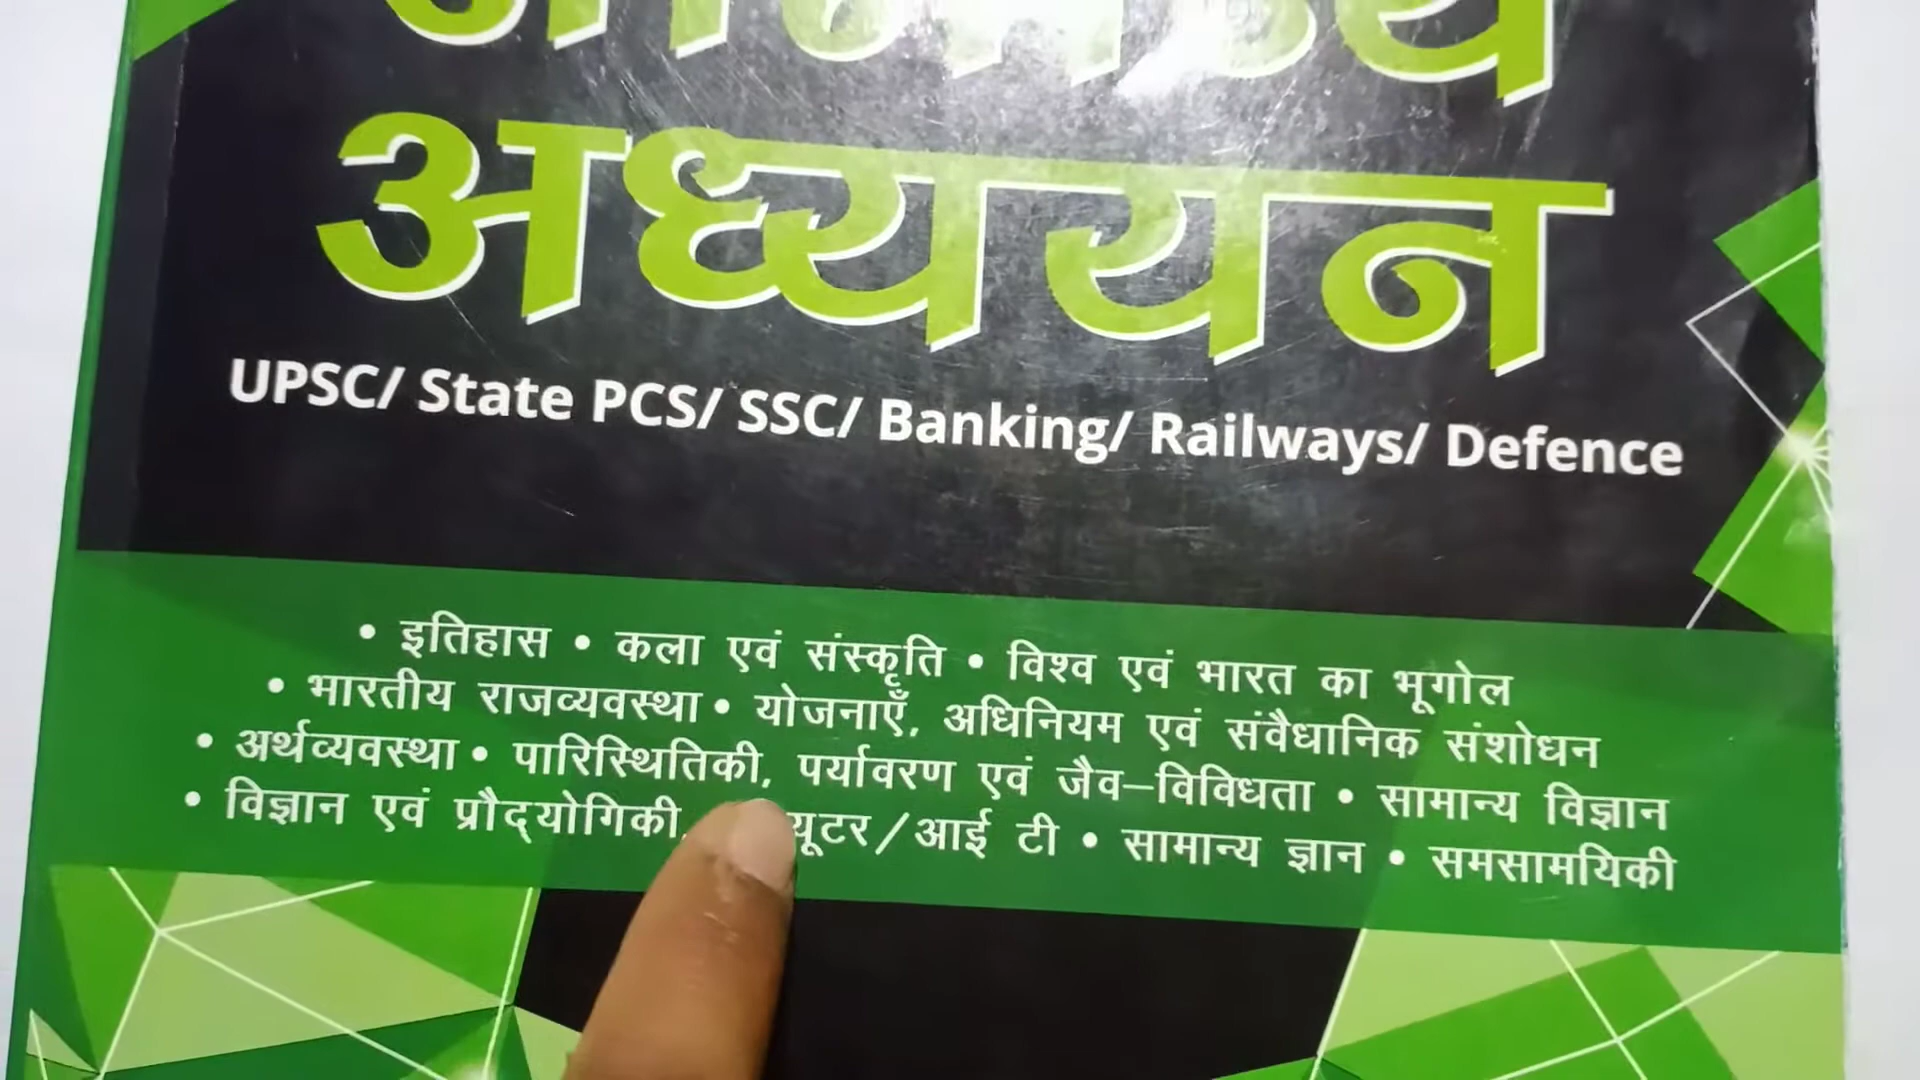 अध्ययन
UPSC/ State PCS/ SSC/ Banking/ Railways/ Defence
• इतिहास • कला एवं संस्कृति • विश्व एवं भारत का भूगोल
• भारतीय राजव्यवस्था • योजनाएँ, अधिनियम एवं संवैधानिक संशोधन
• अर्थव्यवस्था • पारिस्थितिकी, पर्यावरण एवं जैव–विविधता • सामान्य विज्ञान
• विज्ञान एवं प्रौद्योगिकी, यूटर/आई टी • सामान्य ज्ञान • समसामयिकी